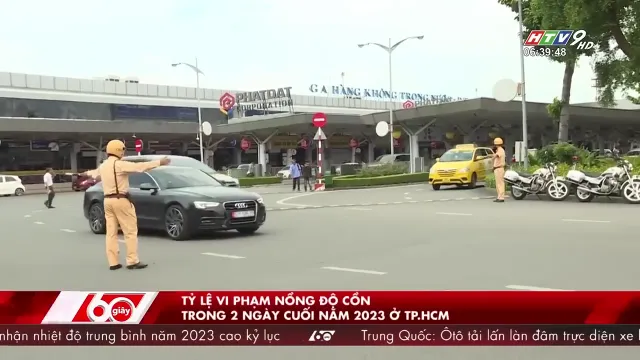 HTV9 HD
06:39:48
PHATDAT
CORPORATION
GA HÀNG KHÔNG TRONG
PHATDAT
60 giây
TỶ LỆ VI PHẠM NỒNG ĐỘ CỒN
TRONG 2 NGÀY CUỐI NĂM 2023 Ở TP.HCM
nhận nhiệt độ trung bình năm 2023 cao kỷ lục 60 Trung Quốc: Ôtô tải lấn làn đâm trực diện xe